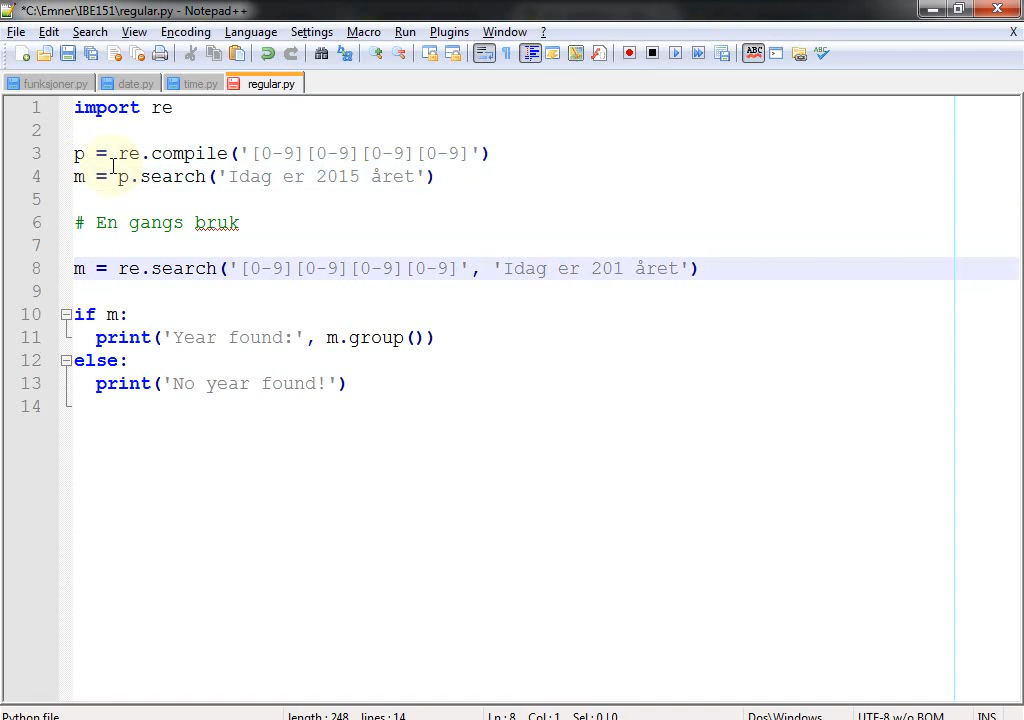 *C:\Emner\IBE151\regular.py - Notepad++
File Edit Search View Encoding Language Settings Macro Run Plugins Window ? X
funksjoner.py date.py time.py regular.py
1 import re
2
3 p = re.compile('[0-9][0-9][0-9][0-9]')
4 m = p.search('Idag er 2015 året')
5
6 # En gangs bruk
7
8 m = re.search('[0-9][0-9][0-9][0-9]', 'Idag er 201 året')
9
10 if m:
11 print('Year found:', m.group())
12 else:
13 print('No year found!')
14
Python file length : 248 lines : 14 Ln : 8 Col : 1 Sel : 0 | 0 Dos\Windows UTF-8 w/o BOM INS